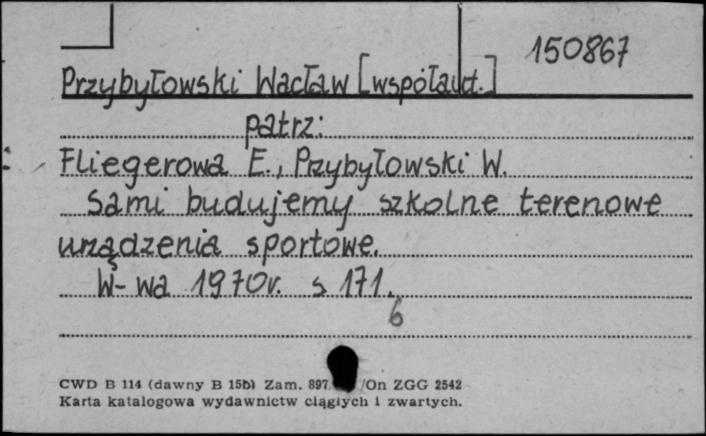 150867
Przybyłowski Wacław [współaut.]
patrz:
Fliegerowa E., Przybyłowski W.
Sami budujemy szkolne terenowe
urządzenia sportowe.
W-wa 1970r. s 171.
6
CWD B 114 (dawny B 15b) Zam. 897 /On ZGG 2542
Karta katalogowa wydawnictw ciągłych i zwartych.